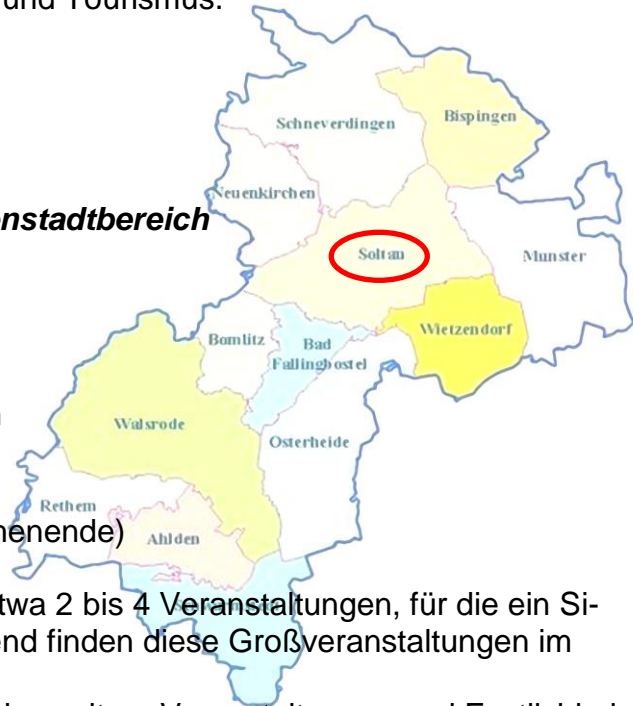 und Tourismus.
Bispingen
Schneverdingen
Neuenkirchen
nstadtbereich
Soltau
Munster
Wietzendorf
Bomlitz
Bad
Fallingbostel
Walsrode
Osterheide
Rethem
enende)
Ahlden
twa 2 bis 4 Veranstaltungen, für die ein Si-
end finden diese Großveranstaltungen im